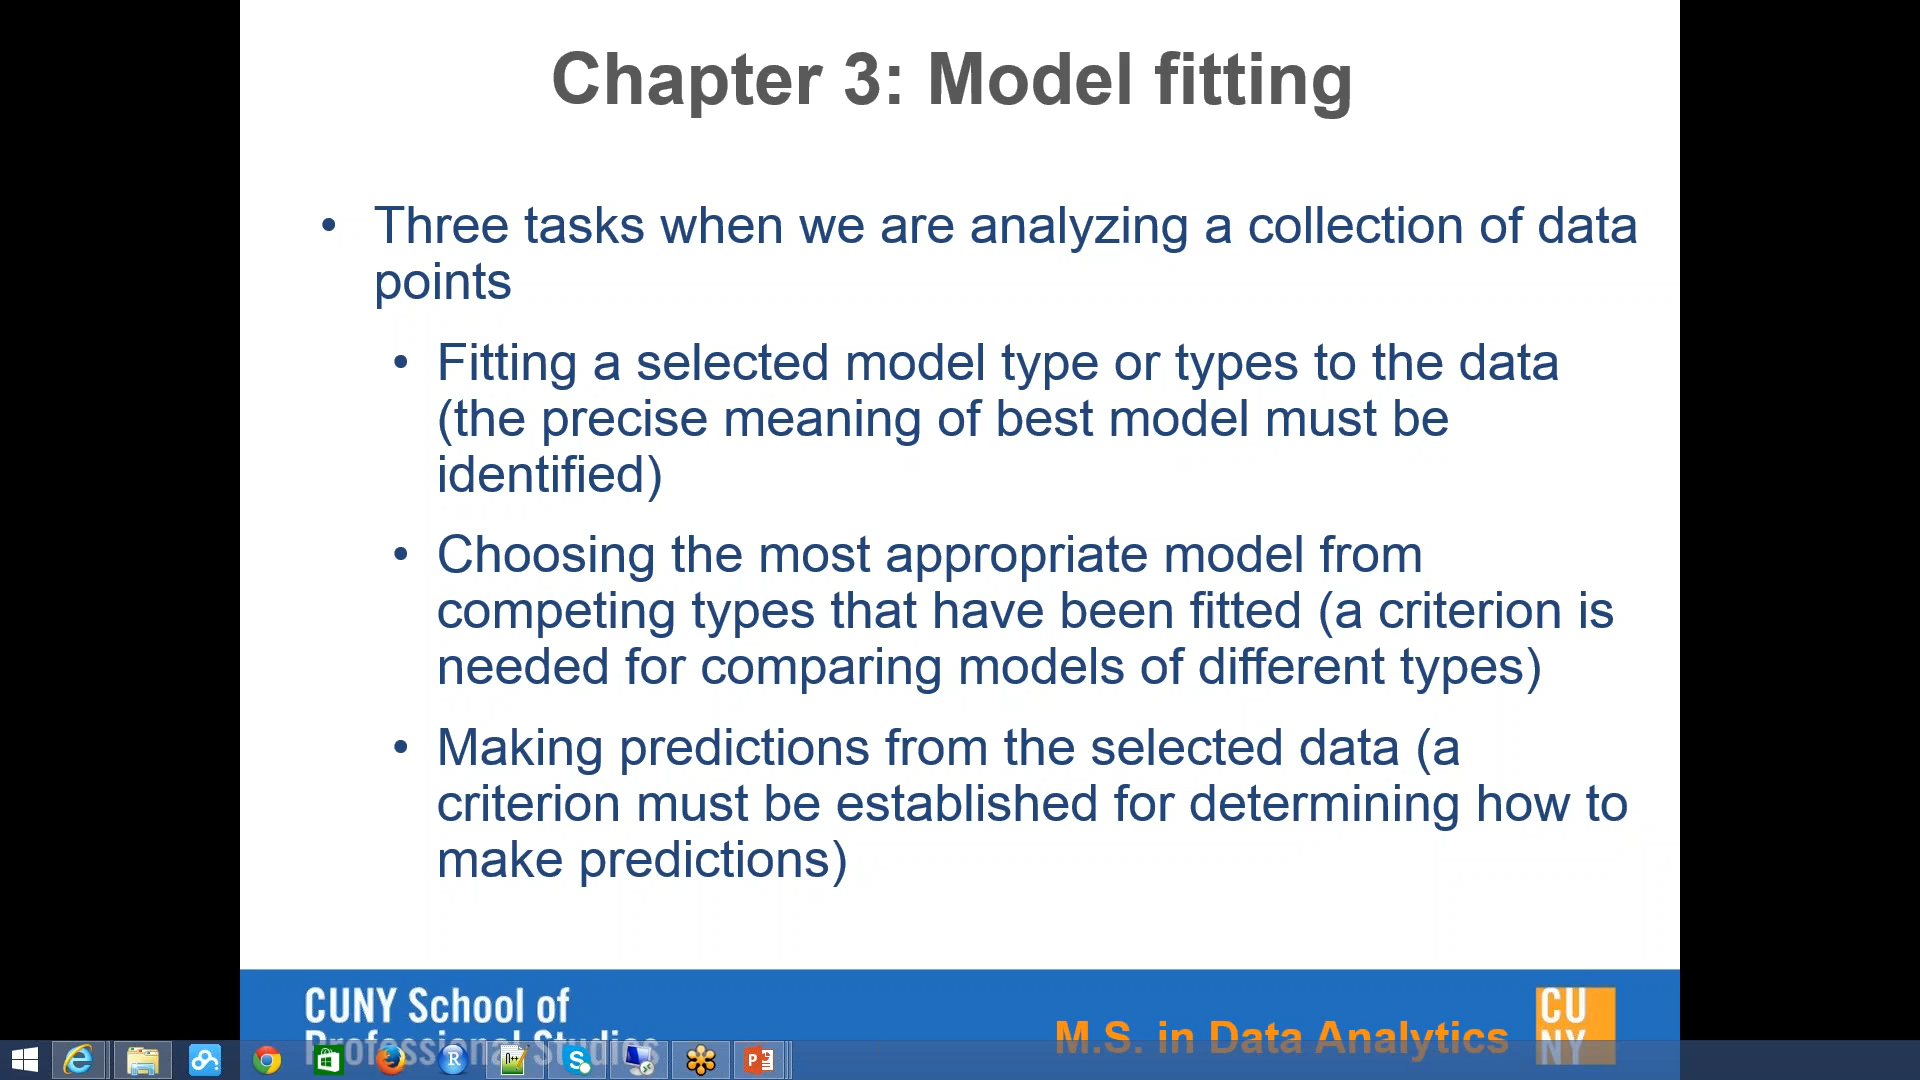 Chapter 3: Model fitting
• Three tasks when we are analyzing a collection of data
points
• Fitting a selected model type or types to the data
(the precise meaning of best model must be
identified)
• Choosing the most appropriate model from
competing types that have been fitted (a criterion is
needed for comparing models of different types)
• Making predictions from the selected data (a
criterion must be established for determining how to
make predictions)
CUNY School of
Professional Studies
M.S. in Data Analytics
CU
NY